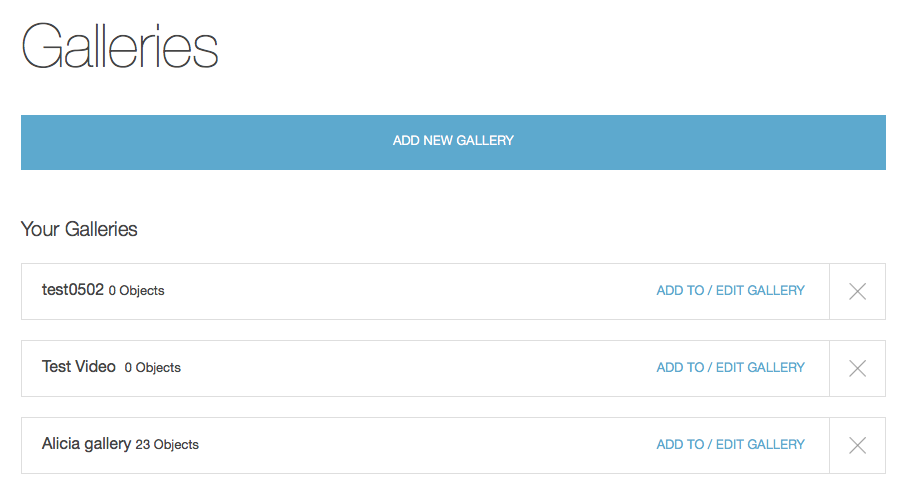 Galleries
ADD NEW GALLERY
Your Galleries
test0502 0 Objects ADD TO / EDIT GALLERY
Test Video 0 Objects ADD TO / EDIT GALLERY
Alicia gallery 23 Objects ADD TO / EDIT GALLERY